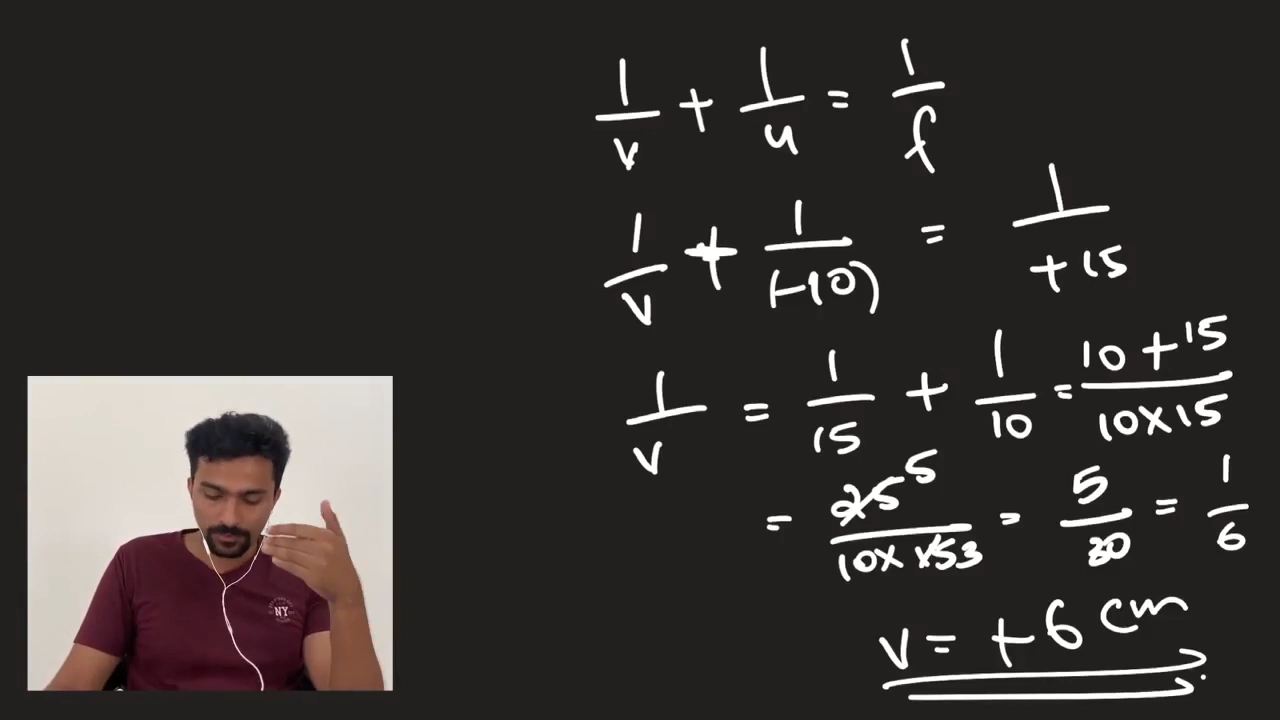 1/v + 1/u = 1/f
1/v + 1/(-10) = 1/+15
1/v = 1/15 + 1/10 = 10+15/10×15
= 25 5/10× 15 3 = 5/30 = 1/6
v = +6 cm
NY